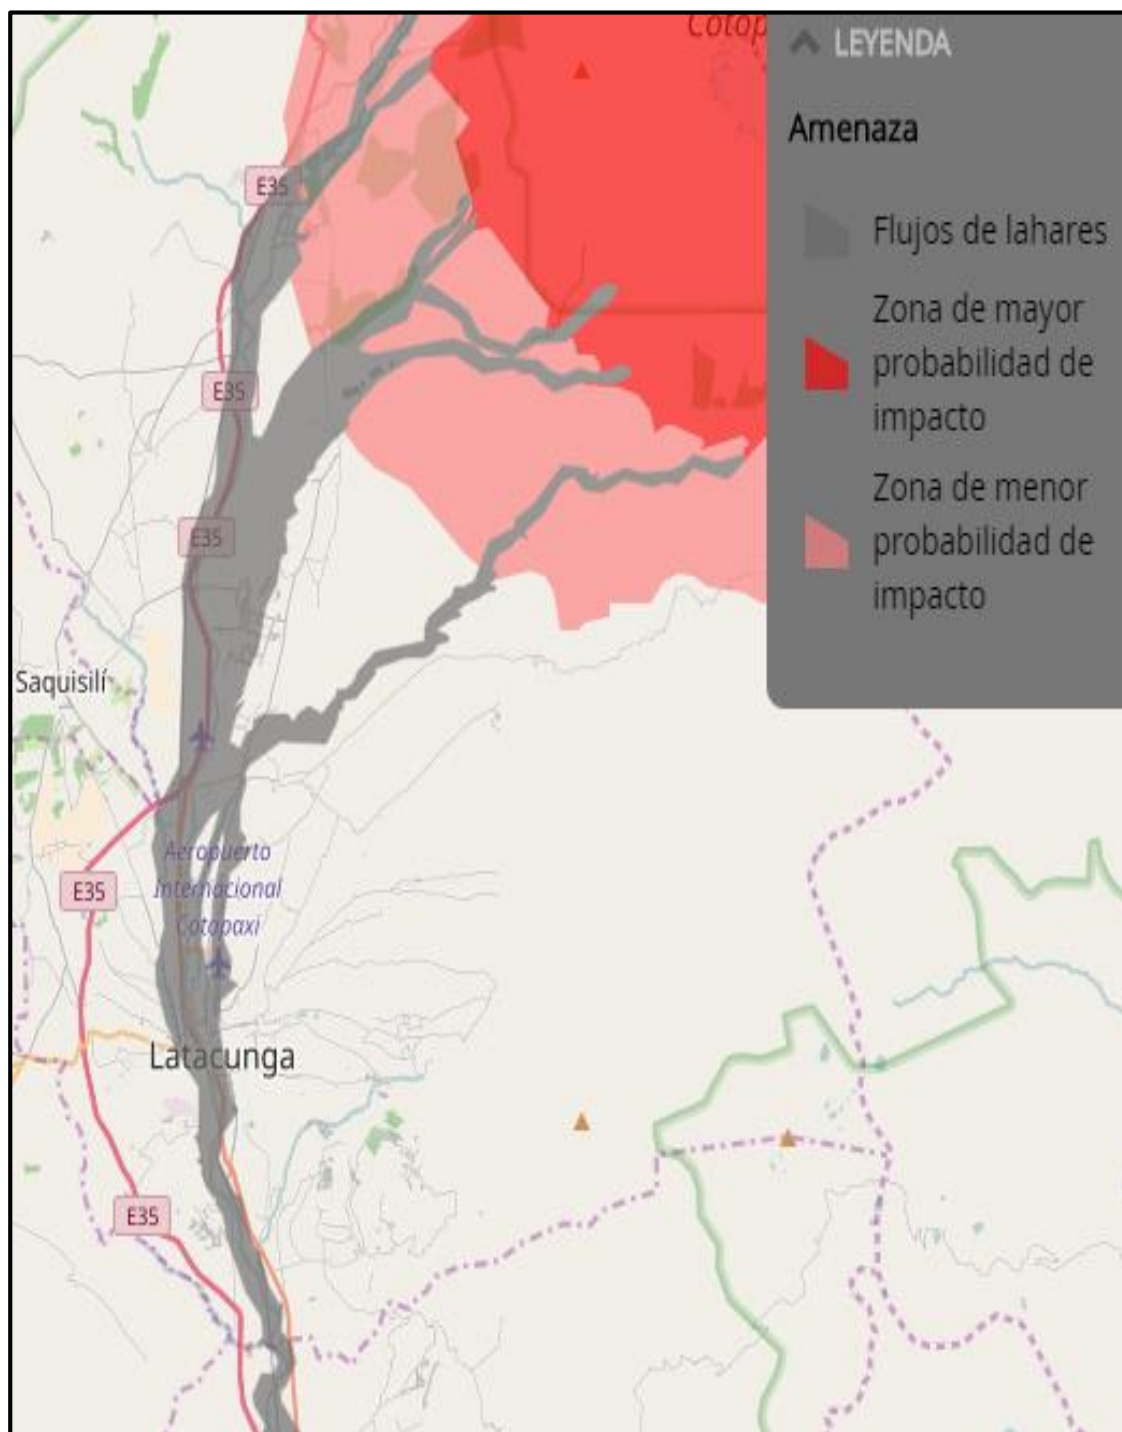 Cotop
LEYENDA
Amenaza
Flujos de lahares
Zona de mayor
probabilidad de
impacto
Zona de menor
probabilidad de
impacto
E35
E35
E35
Saquisilí
Aeropuerto
Internacional
Cotopaxi
E35
Latacunga
E35